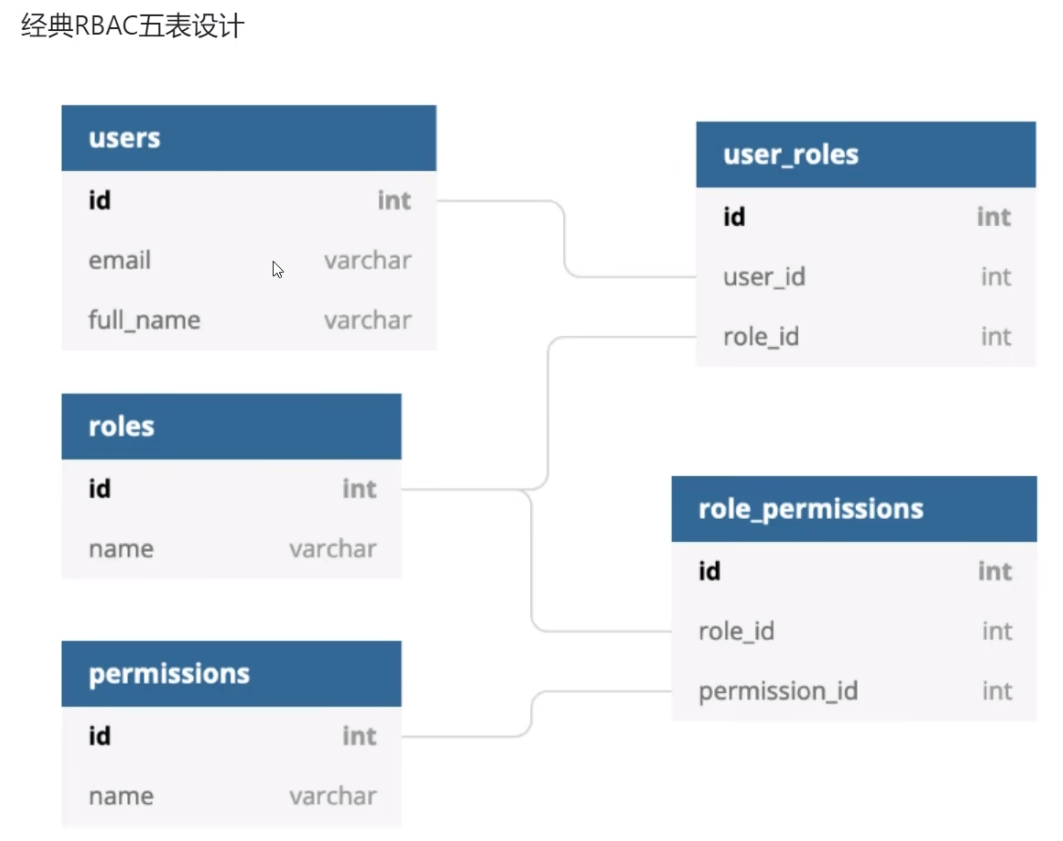 经典RBAC五表设计
users
id int
email varchar
full_name varchar
roles
id int
name varchar
permissions
id int
name varchar
user_roles
id int
user_id int
role_id int
role_permissions
id int
role_id int
permission_id int